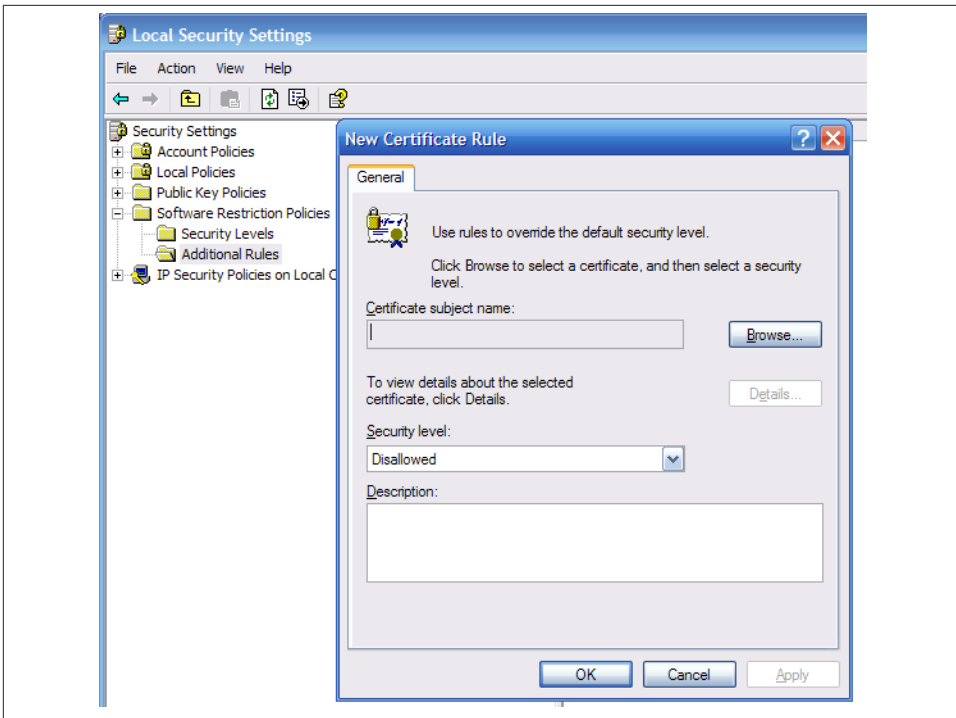 Local Security Settings
File Action View Help
Security Settings
Account Policies
Local Policies
Public Key Policies
Software Restriction Policies
Security Levels
Additional Rules
IP Security Policies on Local C
New Certificate Rule
General
Use rules to override the default security level.
Click Browse to select a certificate, and then select a security
level.
Certificate subject name:
Browse...
To view details about the selected
certificate, click Details.
Details...
Security level:
Disallowed
Description:
OK Cancel Apply